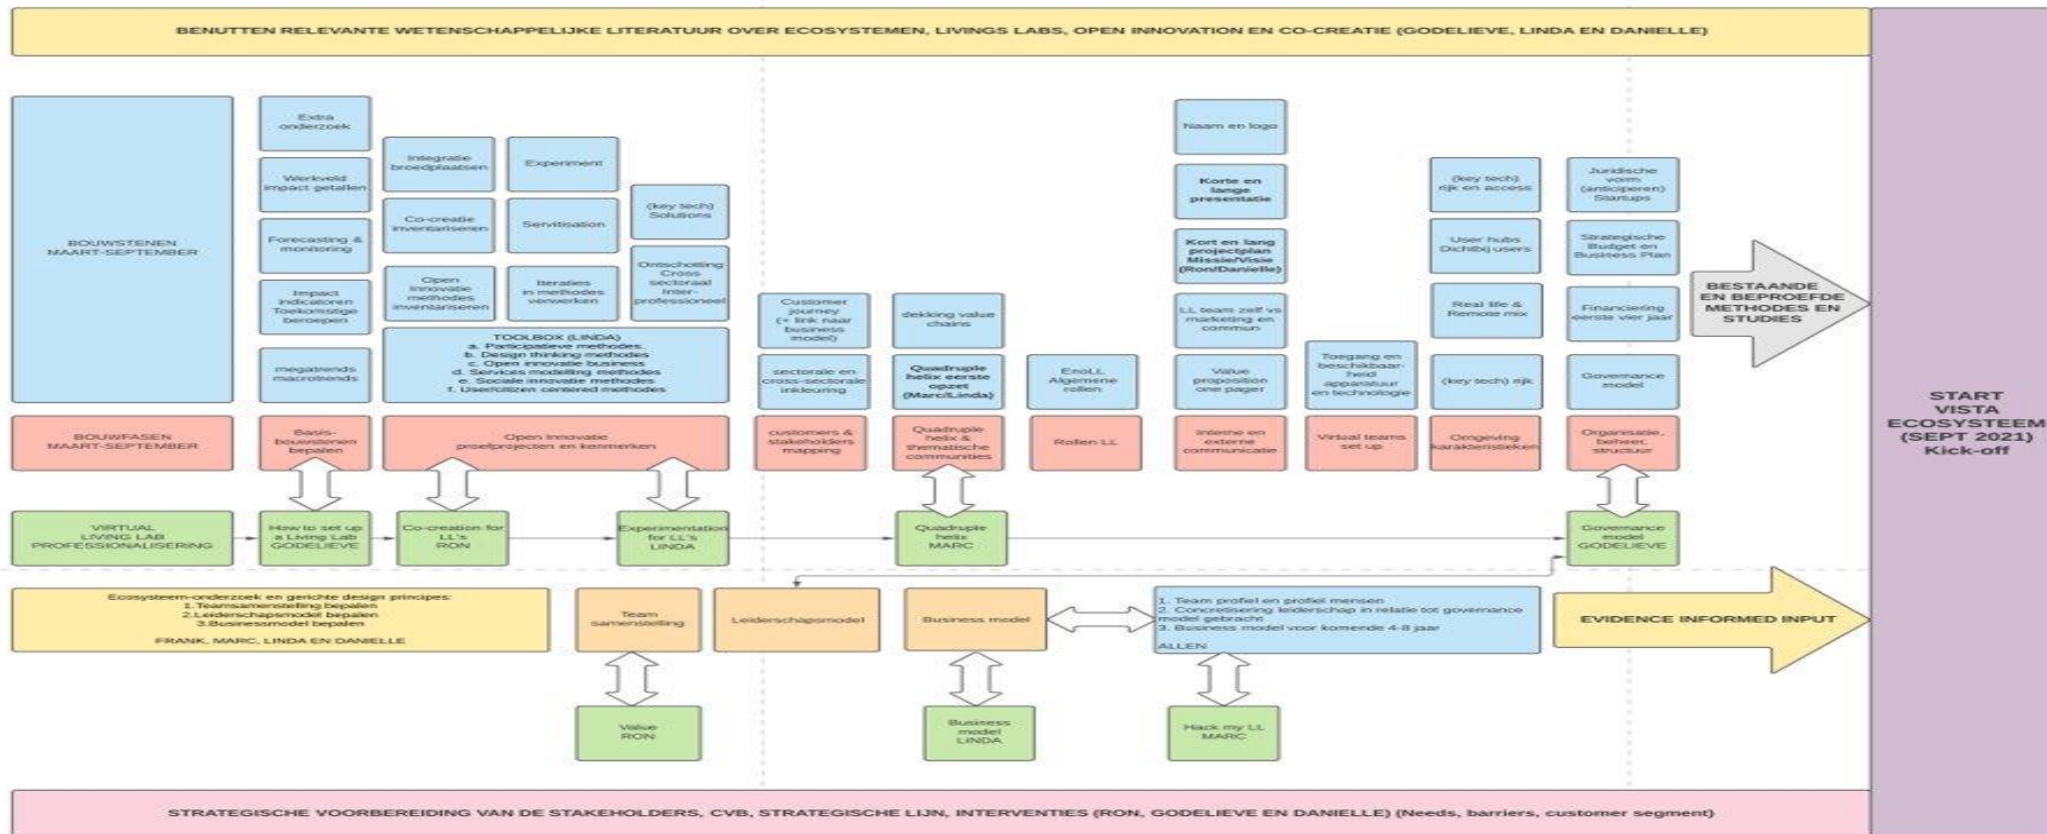 BENUTTEN RELEVANTE WETENSCHAPPELIJKE LITERATUUR OVER ECOSYSTEMEN, LIVINGS LABS, OPEN INNOVATION EN CO-CREATIE (GODELIEVE, LINDA EN DANIELLE)
BOUWSTENEN
MAART-SEPTEMBER
Extra
onderzoek
Werkveld
impact getallen
Forecasting &
monitoring
Impact
indicatoren
Toekomstige
beroepen
megatrends
macrotrends
Integratie
broedplaatsen
Co-creatie
inventariseren
Open
Innovatie
methodes
inventariseren
Experiment
Servitisation
Iteraties
in methodes
verwerken
(key tech)
Solutions
Ontschotting
Cross
sectoraal
Inter-
professioneel
TOOLBOX (LINDA)
a. Participatieve methodes.
b. Design thinking methodes
c. Open innovatie business
d. Services modelling methodes
e. Sociale innovatie methodes
f. User/citizen centered methodes
Customer
journey
(+ link naar
business
model)
sectorale en
cross-sectorale
inkleuring
dekking value
chains
Quadruple
helix eerste
opzet
(Marc/Linda)
EnoLL
Algemene
rollen
Naam en logo
Korte en
lange
presentatie
Kort en lang
projectplan
Missie/Visie
(Ron/Danielle)
LL team zelf vs
marketing en
commun
Value
proposition
one pager
Toegang en
beschikbaar-
heid
apparatuur
en technologie
(key tech)
rijk en access
User hubs
Dichtbij users
Real life &
Remote mix
(key tech) rijk
Juridische
vorm
(anticiperen)
Startups
Strategische
Budget en
Business Plan
Financiering
eerste vier jaar
Governance
model
BESTAANDE
EN BEPROEFDE
METHODES EN
STUDIES
START
VISTA
ECOSYSTEEM
(SEPT 2021)
Kick-off
BOUWFASEN
MAART-SEPTEMBER
Basis-
bouwstenen
bepalen
Open Innovatie
proefprojecten en kenmerken
customers &
stakeholders
mapping
Quadruple
helix &
thematische
communities
Rollen LL
Interne en
externe
communicatie
Virtual teams
set up
Omgeving
karakteristieken
Organisatie,
beheer,
structuur
VIRTUAL
LIVING LAB
PROFESSIONALISERING
How to set up
a Living Lab
GODELIEVE
Co-creation for
LL's
RON
Experimentation
for LL's
LINDA
Quadruple
helix
MARC
Governance
model
GODELIEVE
Ecosysteem-onderzoek en gerichte design principes:
1. Teamsamenstelling bepalen
2.Leiderschapsmodel bepalen
3.Businessmodel bepalen
FRANK, MARC, LINDA EN DANIELLE
Team
samenstelling
Leiderschapsmodel
Business model
1. Team profiel en profiel mensen
2. Concretisering leiderschap in relatie tot governance
model gebracht
3. Business model voor komende 4-8 jaar
ALLEN
EVIDENCE INFORMED INPUT
Value
RON
Business
model
LINDA
Hack my LL
MARC
STRATEGISCHE VOORBEREIDING VAN DE STAKEHOLDERS, CVB, STRATEGISCHE LIJN, INTERVENTIES (RON, GODELIEVE EN DANIELLE) (Needs, barriers, customer segment)